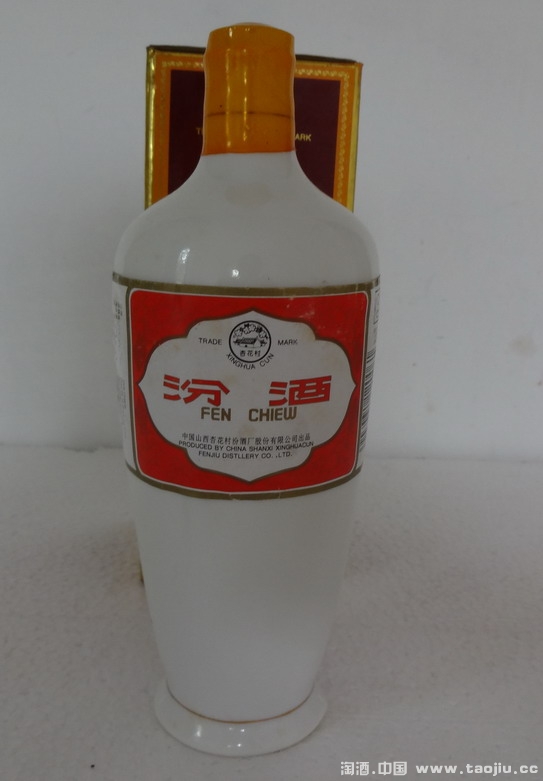 MARK
TRADE MARK
杏花村
XINGHUA CUN
汾酒
FEN CHIEW
中国山西杏花村汾酒厂股份有限公司出品
PRODUCED BY CHINA SHANXI XINGHUACUN
FENJIU DISTLLERY CO. .LTD.
淘酒.中国 www.taojiu.cc